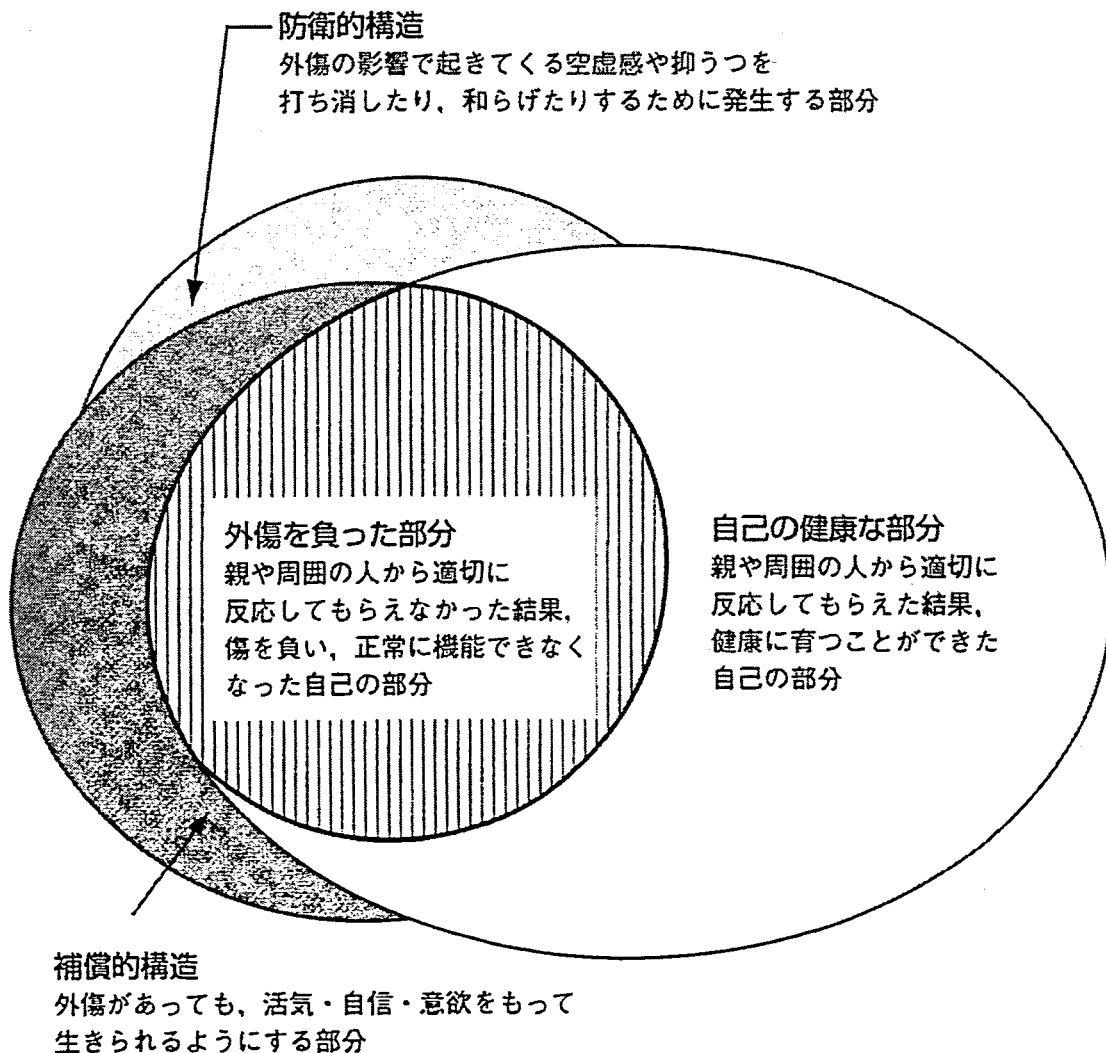 防衛的構造
外傷の影響で起きてくる空虚感や抑うつを
打ち消したり，和らげたりするために発生する部分
外傷を負った部分
親や周囲の人から適切に
反応してもらえなかった結果，
傷を負い，正常に機能できなく
なった自己の部分
自己の健康な部分
親や周囲の人から適切に
反応してもらえた結果，
健康に育つことができた
自己の部分
補償的構造
外傷があっても，活気・自信・意欲をもって
生きられるようにする部分